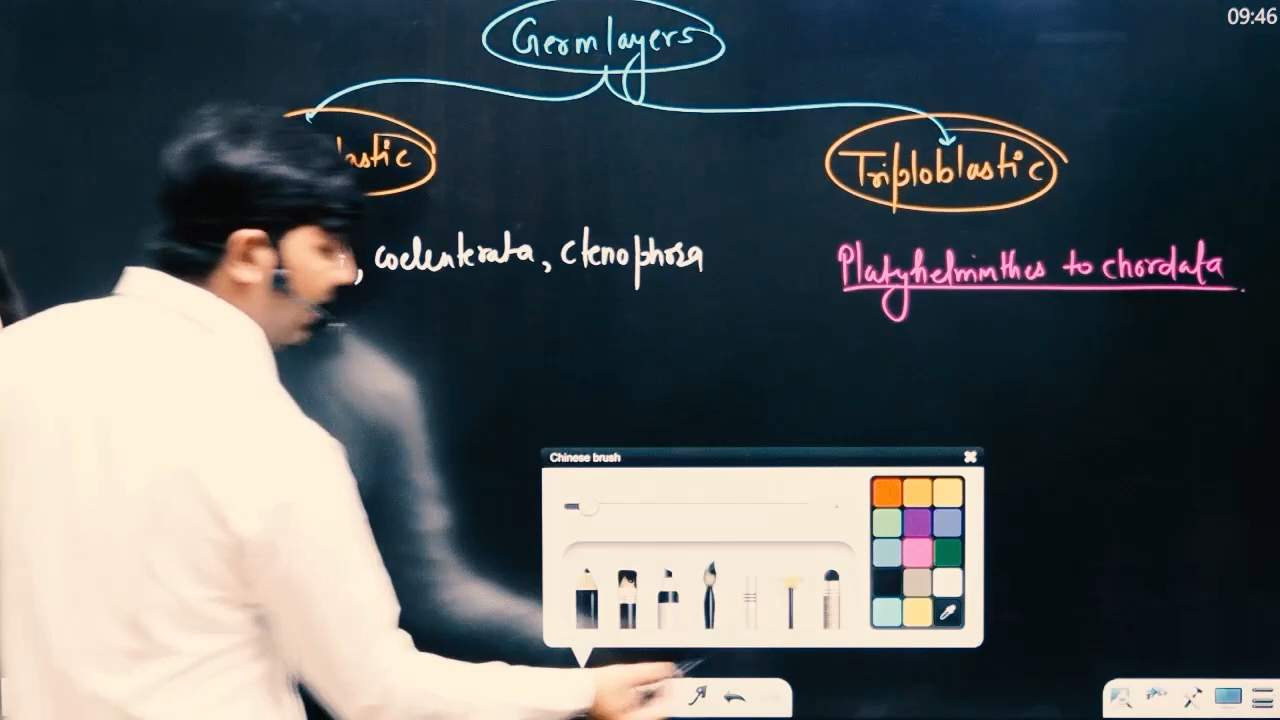 09:46
Germlayers
lastic
Triploblastic
, coelenterata, ctenophora
Platyhelminthes to chordata
Chinese brush